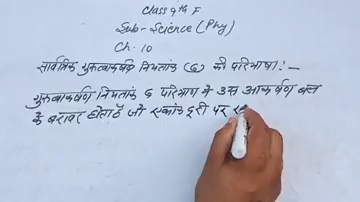 Class 9th F
Sub- Science (Phy)
Ch. 10
सार्वत्रिक गुरुत्वाकर्षण नियतांक (G) की परिभाषा:-
गुरुत्वाकर्षण नियतांक G परिमाण में उस आकर्षण बल
के बराबर होता है जो एकांक दूरी पर